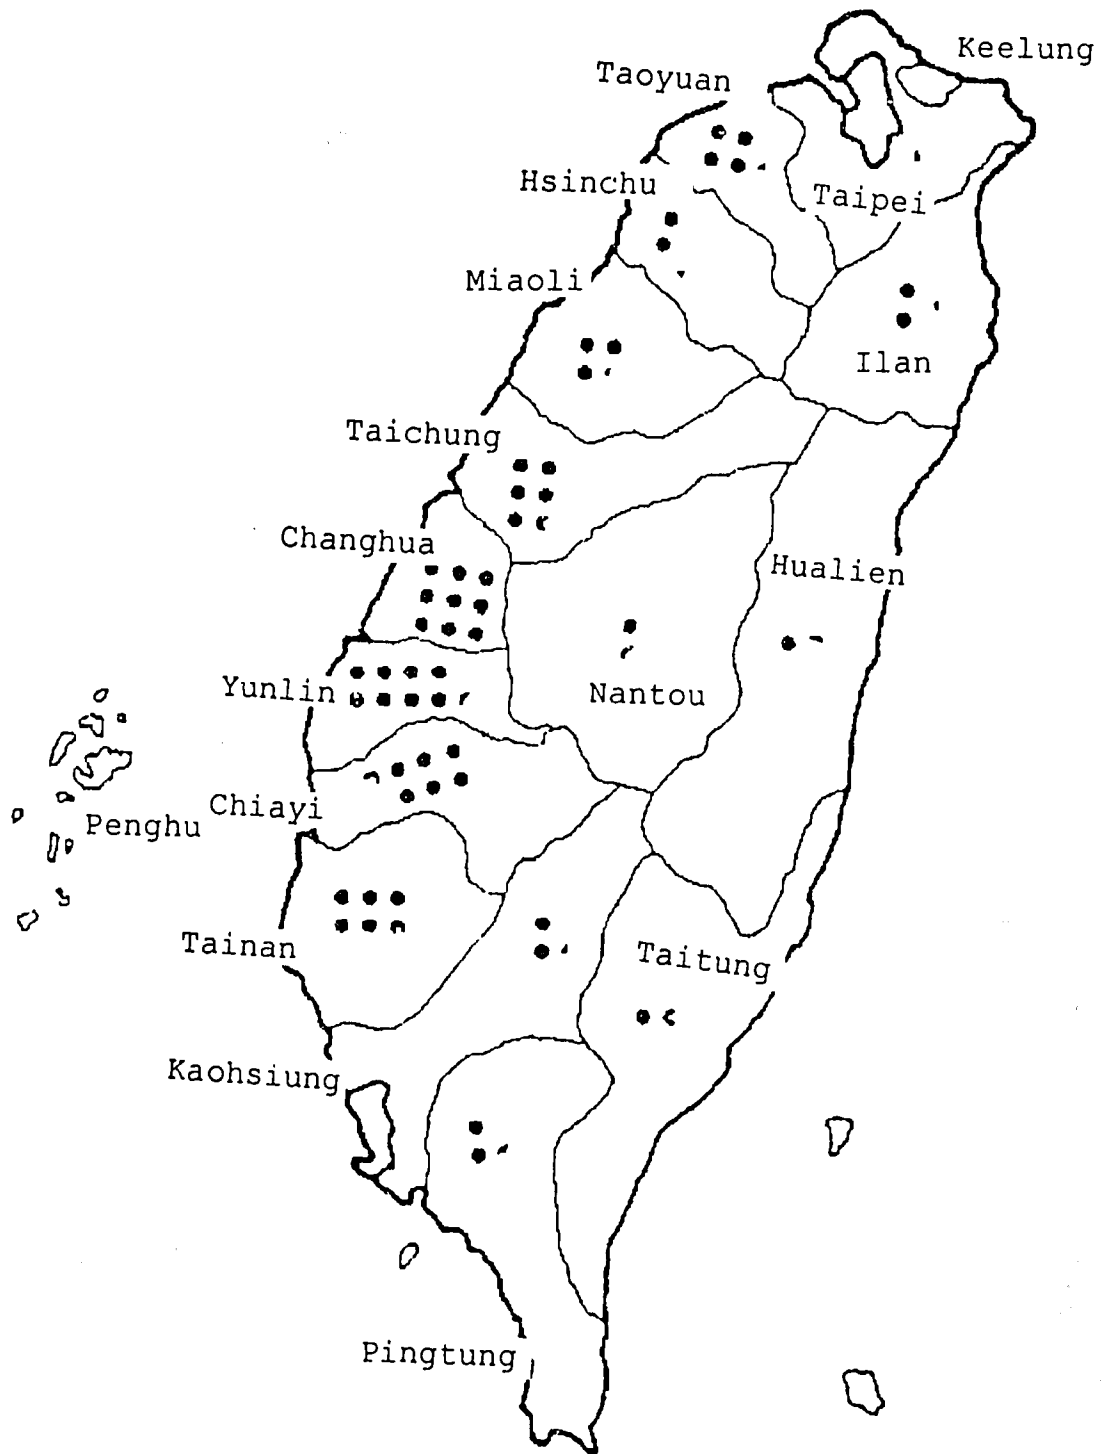 Keelung
Taoyuan
Hsinchu
Taipei
Miaoli
Ilan
Taichung
Changhua
Hualien
Yunlin
Nantou
Chiayi
Penghu
Tainan
Taitung
Kaohsiung
Pingtung